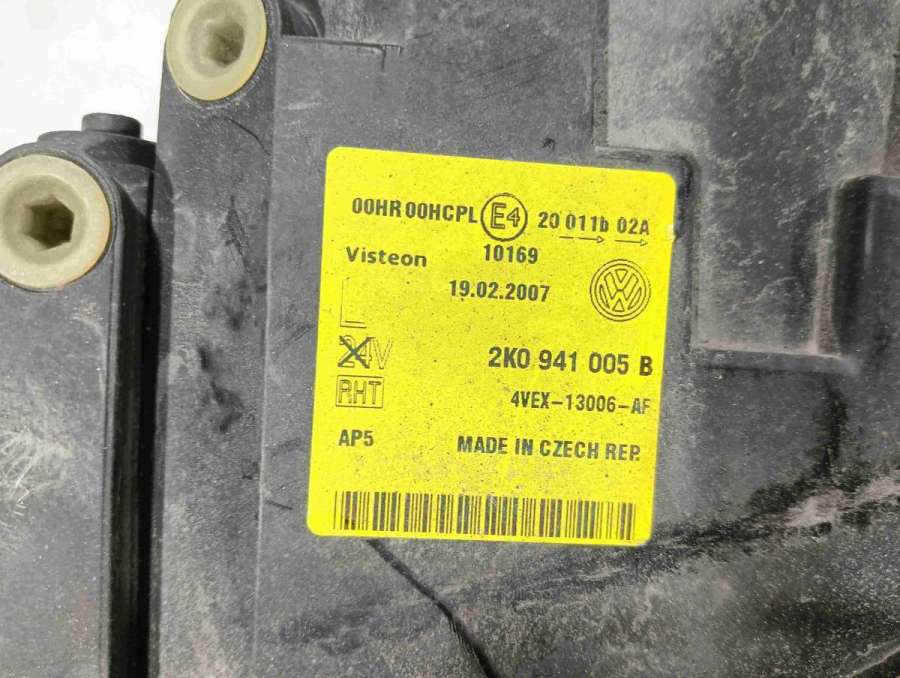 00HR 00HCPL E4 20 011b 02A
10169
Visteon
19.02.2007
L
24V
2K0 941 005 B
RHT
4VEX-13006-AF
AP5
MADE IN CZECH REP.